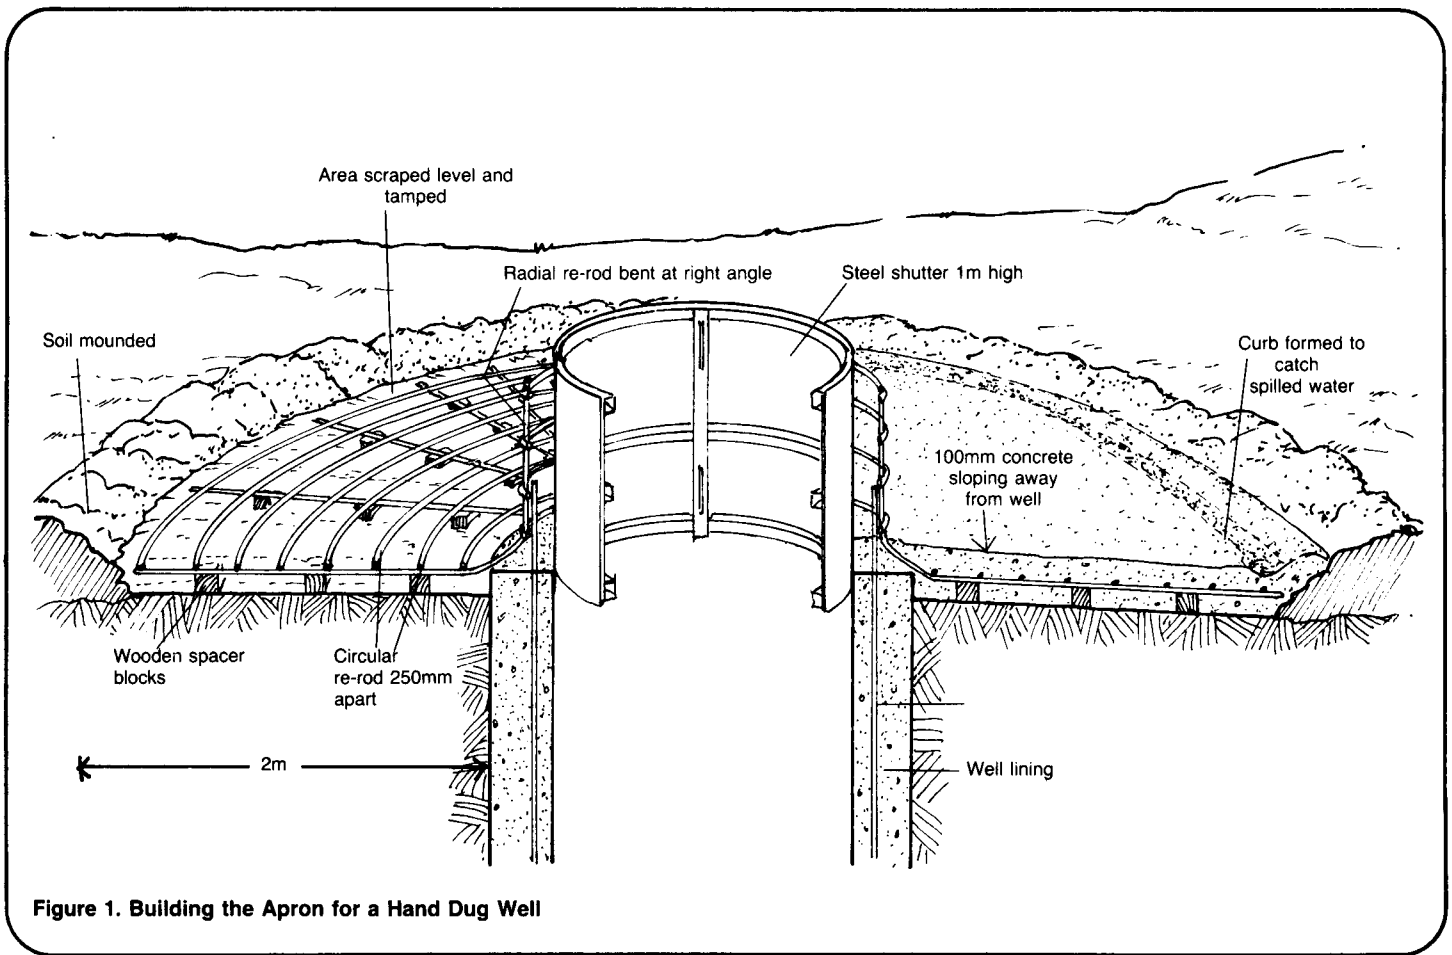 Area scraped level and
tamped
Radial re-rod bent at right angle
Steel shutter 1m high
Soil mounded
Curb formed to
catch
spilled water
100mm concrete
sloping away
from well
Wooden spacer
blocks
Circular
re-rod 250mm
apart
2m
Well lining
Figure 1. Building the Apron for a Hand Dug Well